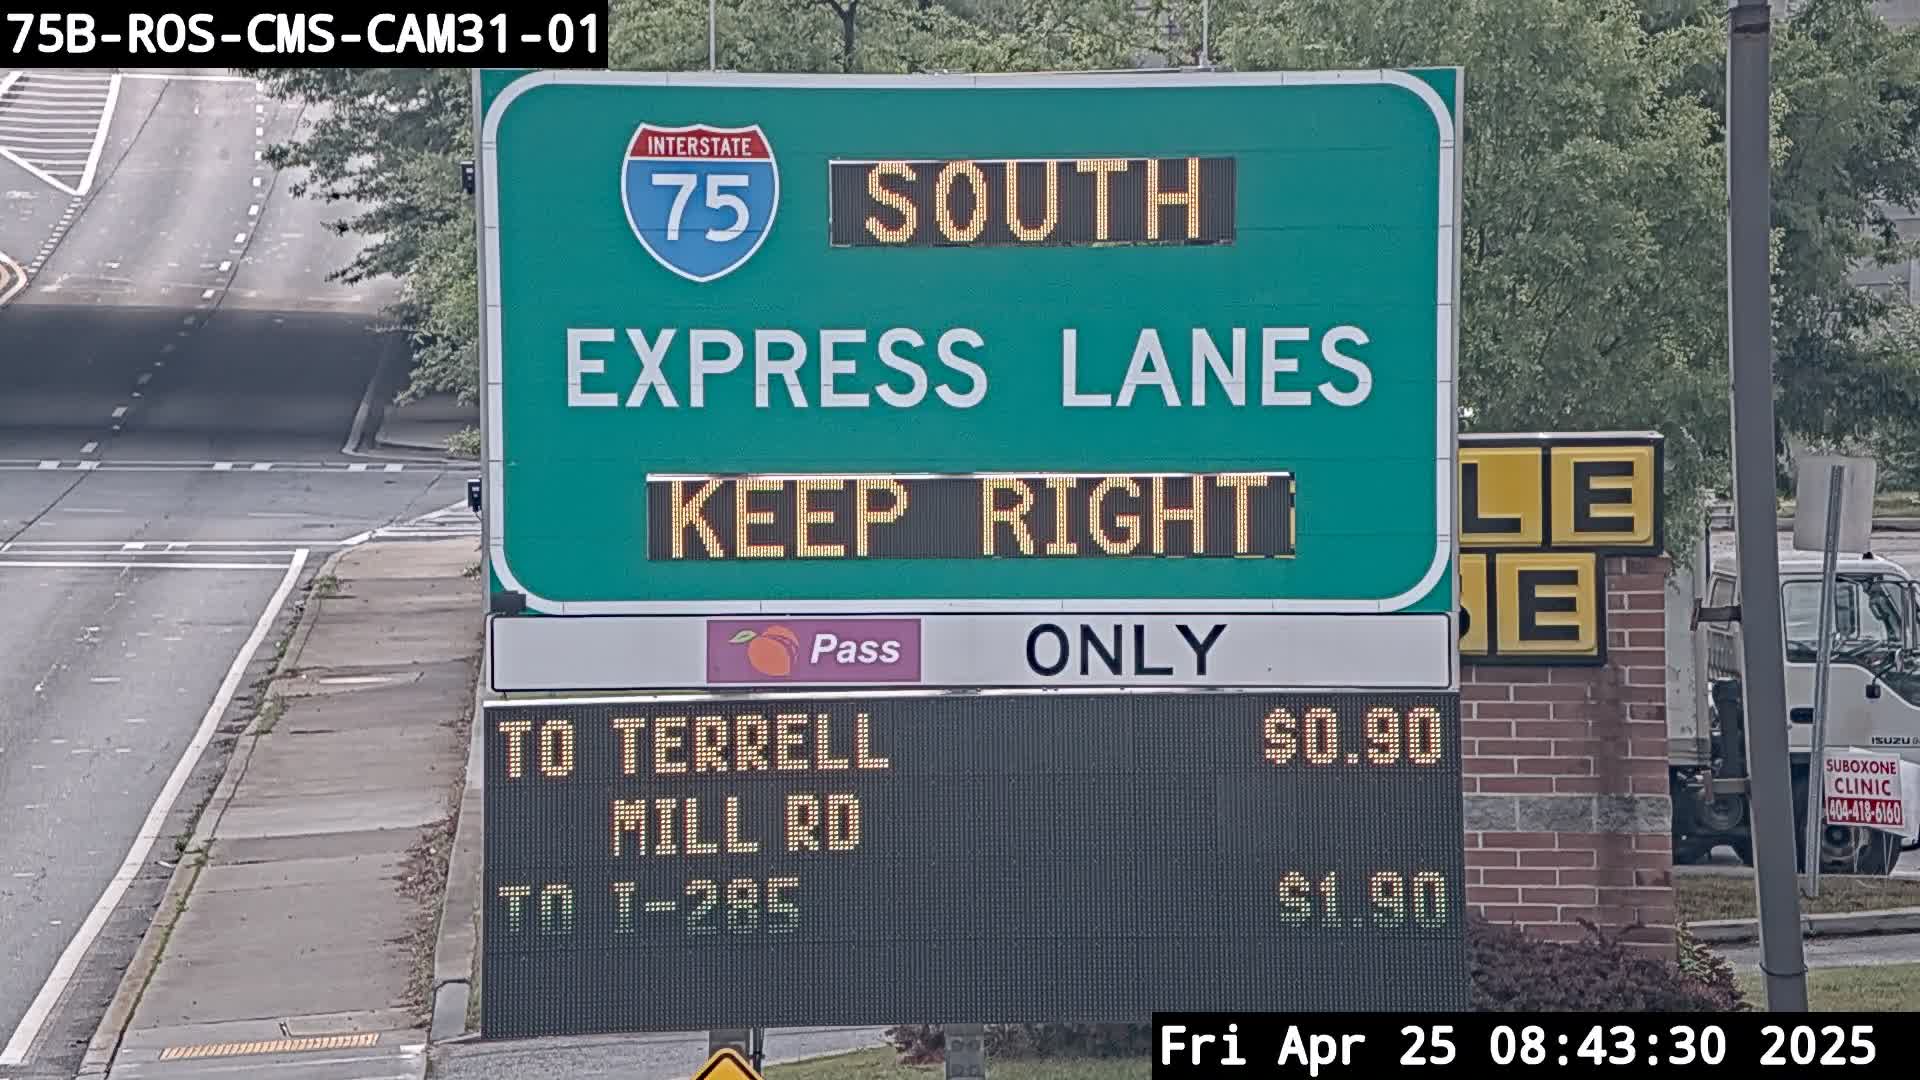 75B-ROS-CMS-CAM31-01
INTERSTATE
75
SOUTH
EXPRESS LANES
KEEP RIGHT
Pass ONLY
TO TERRELL $0.90
MILL RD
TO I-285 $1.90
LE
E
ISUZU
SUBOXONE
CLINIC
404-418-6160
Fri Apr 25 08:43:30 2025